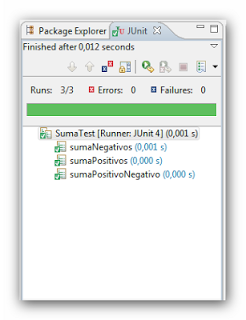 Package Explorer JUnit
Finished after 0,012 seconds
Runs: 3/3 Errors: 0 Failures: 0
SumaTest [Runner: JUnit 4] (0,001 s)
sumaNegativos (0,001 s)
sumaPositivos (0,000 s)
sumaPositivoNegativo (0,000 s)